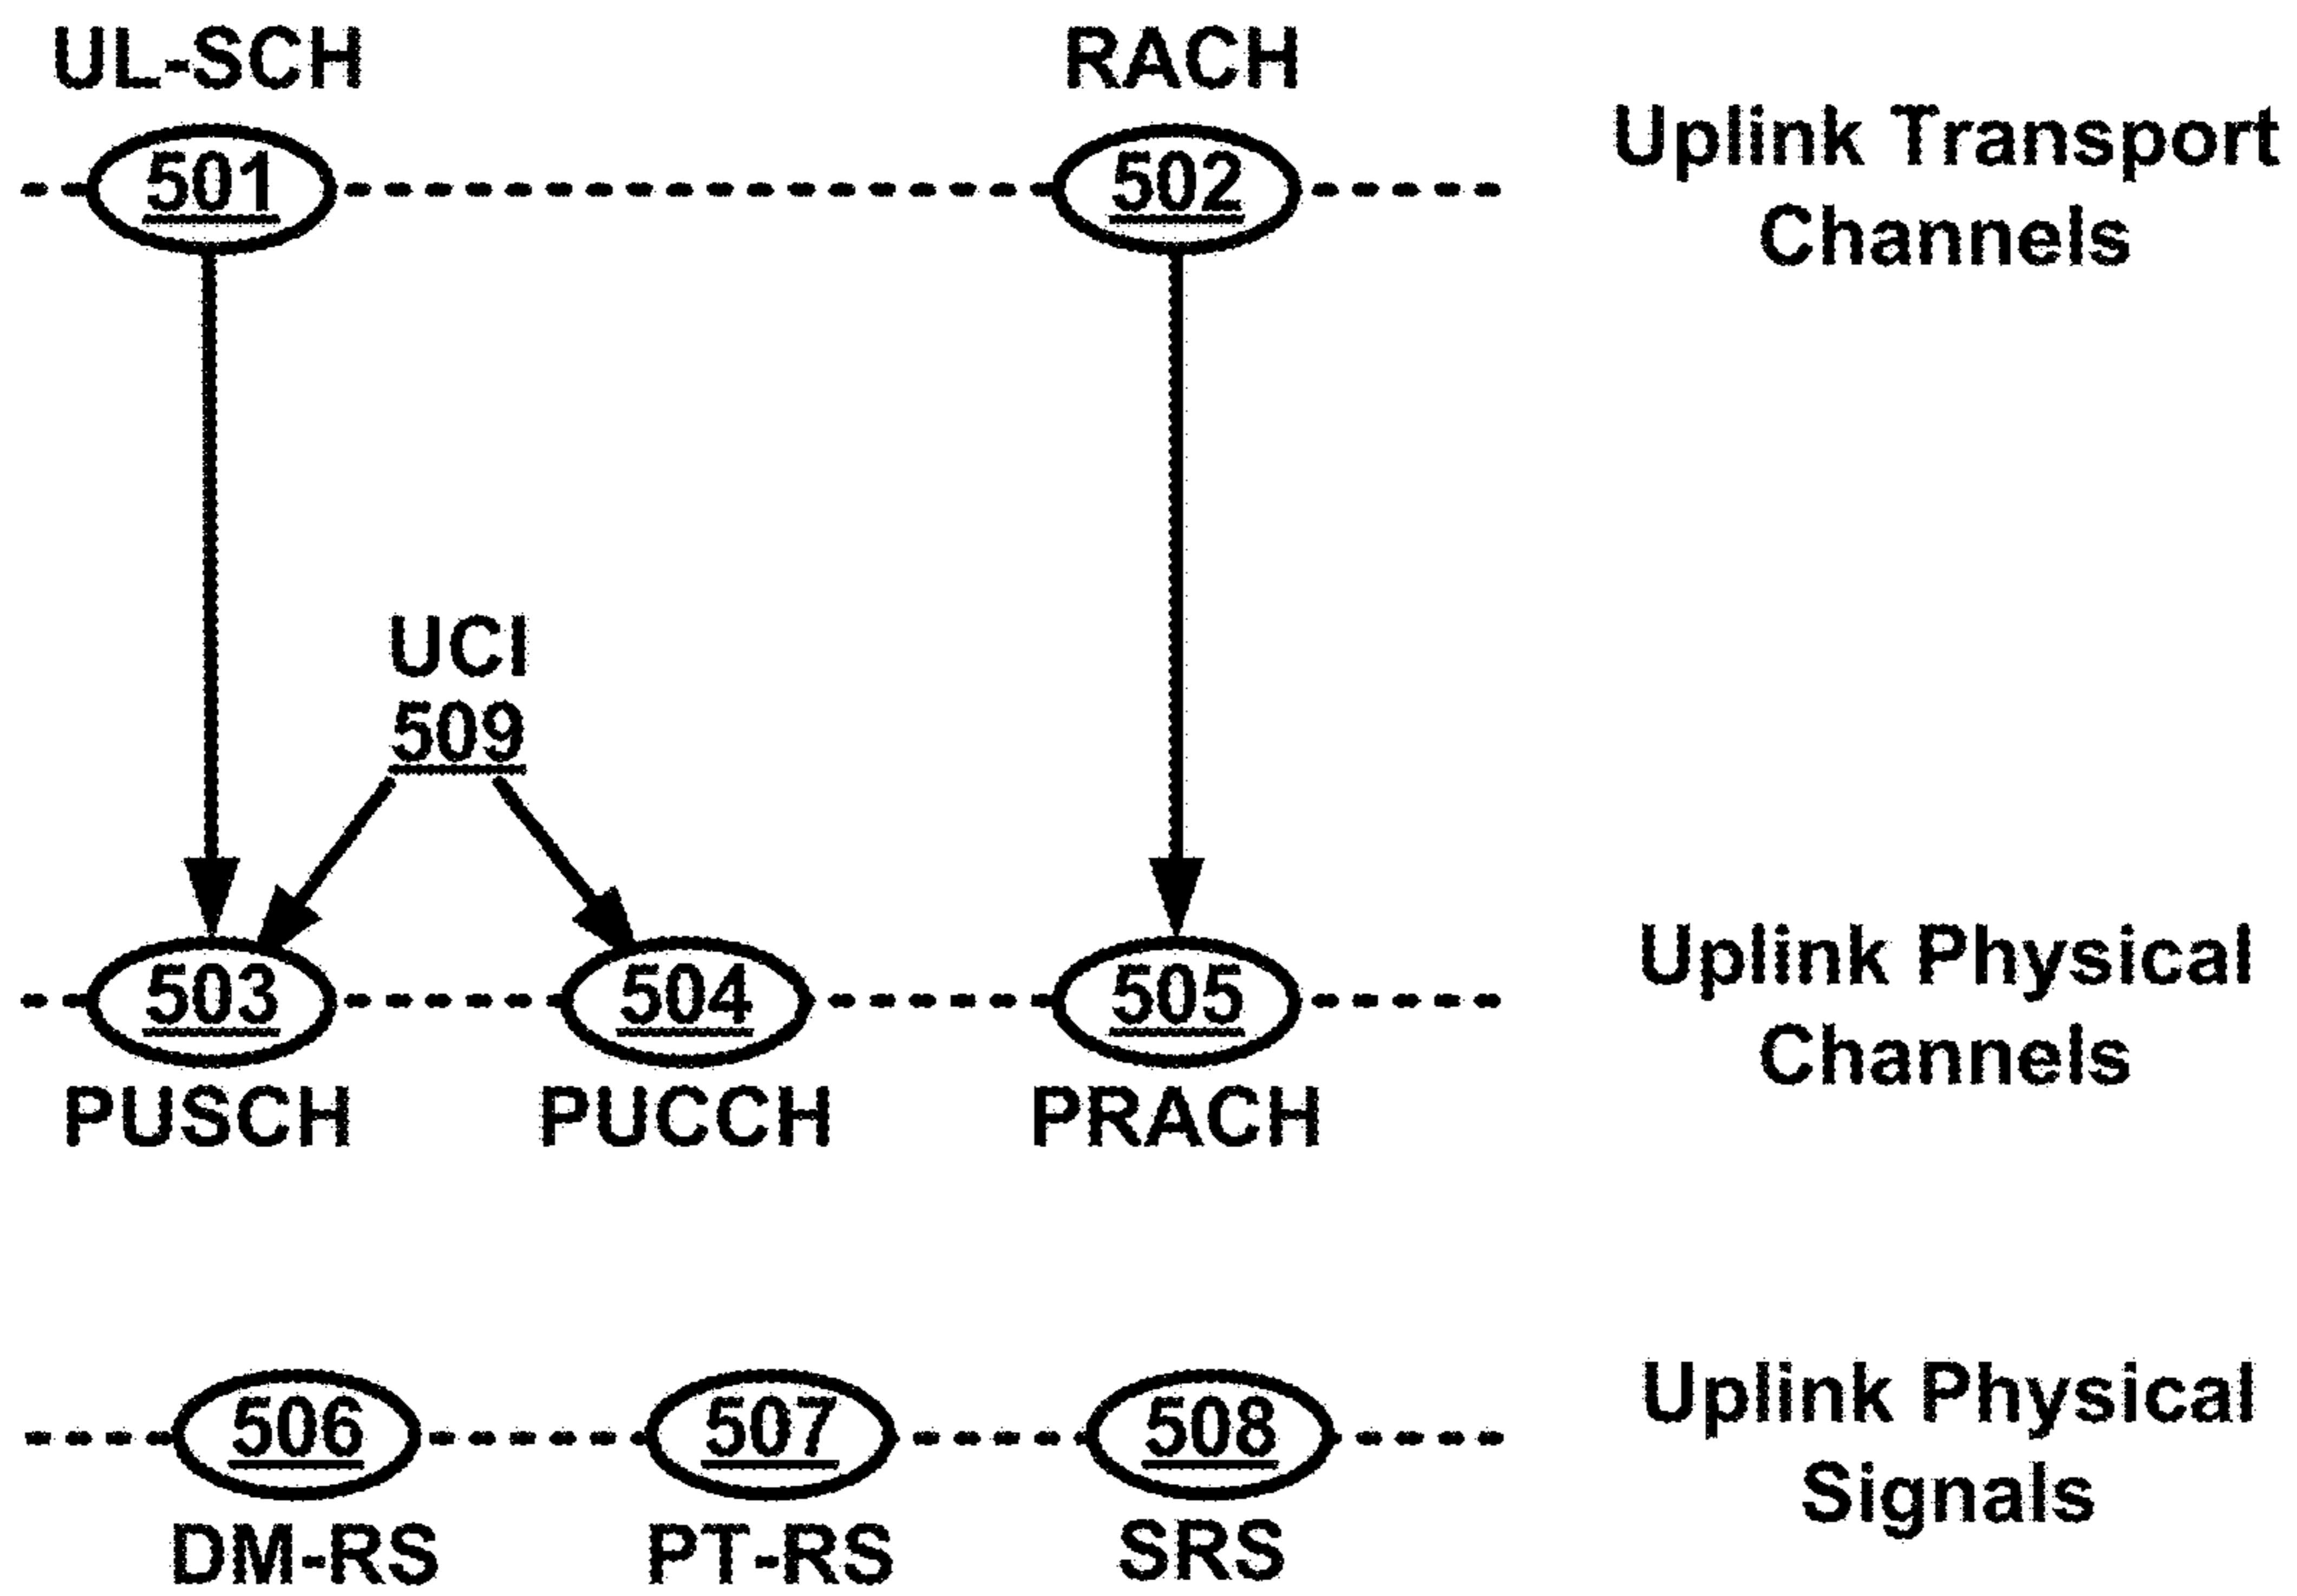 UL-SCH
RACH
501
502
Uplink Transport
Channels
UCI
509
503
504
505
Uplink Physical
Channels
PUSCH
PUCCH
PRACH
506
507
508
Uplink Physical
Signals
DM-RS
PT-RS
SRS